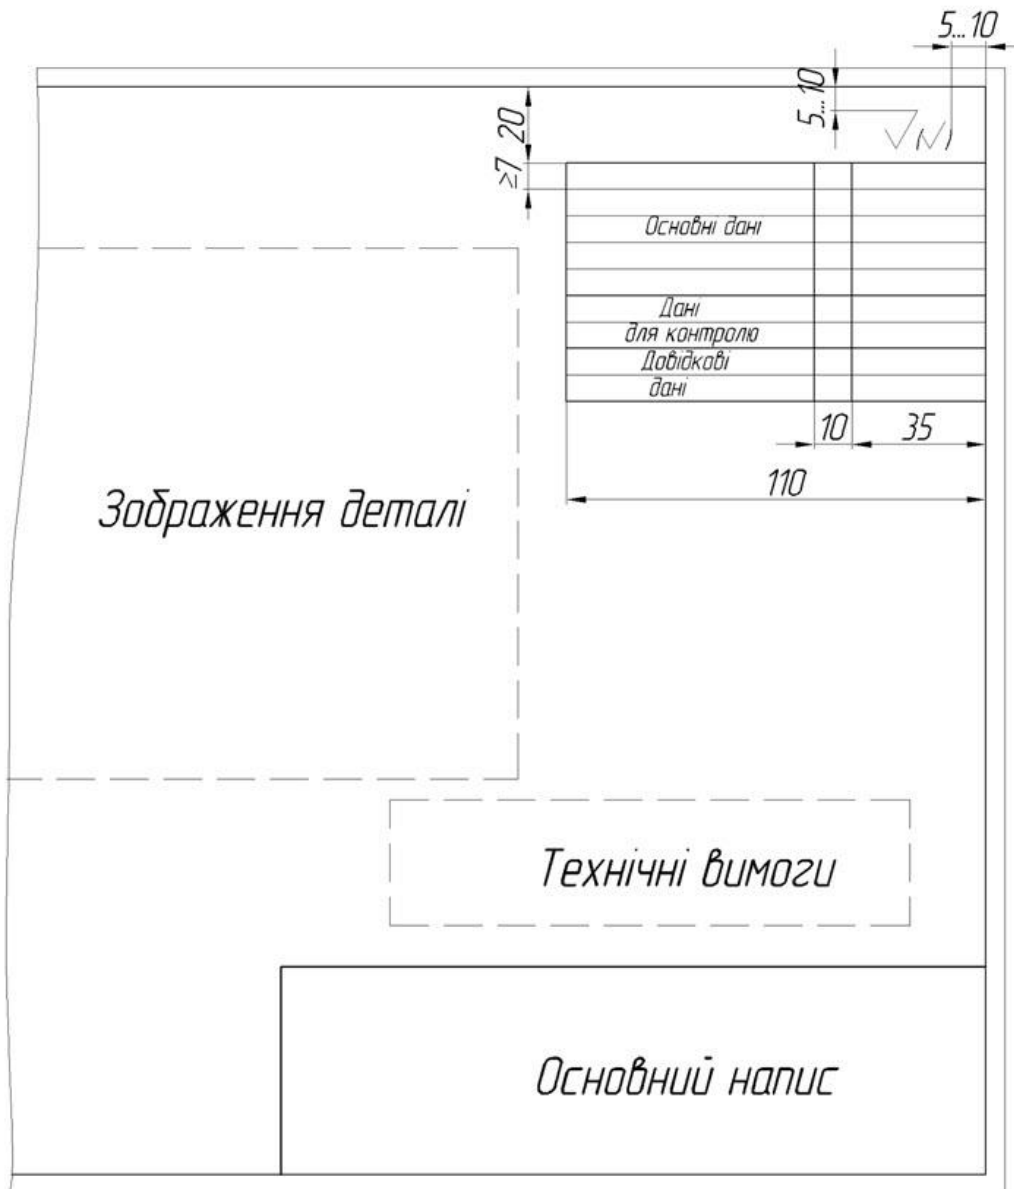 5...10
5...10
20
≥7
Основні дані
Дані
для контролю
Довідкові
дані
10
35
110
Зображення деталі
Технічні вимоги
Основний напис